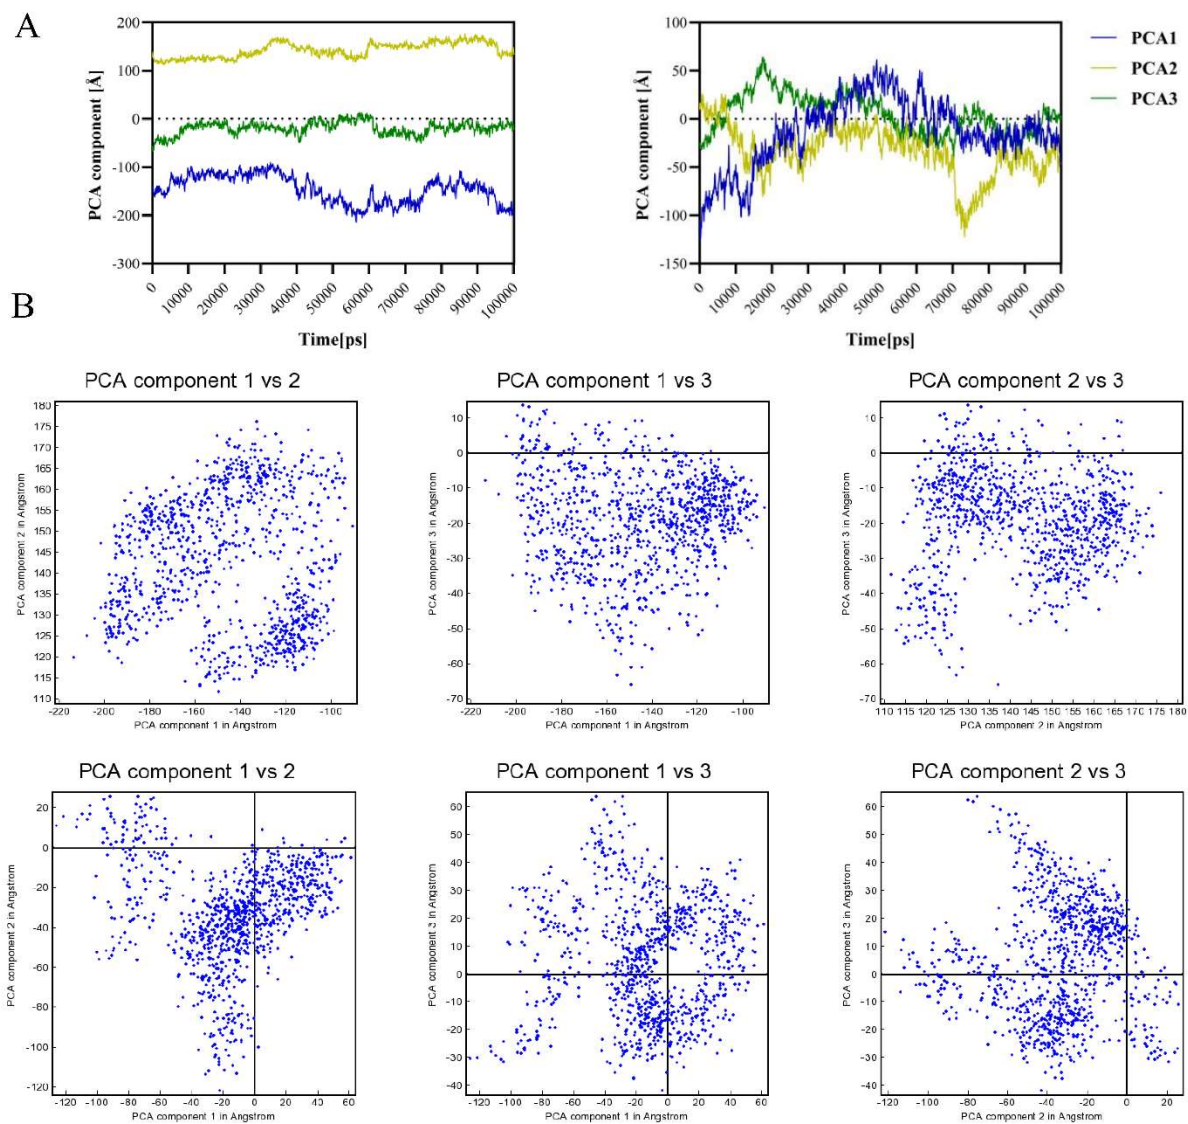 A
200
100
0
-100
-200
-300
PCA component [Å]
0 10000 20000 30000 40000 50000 60000 70000 80000 90000 100000
Time[ps]
100
50
0
-50
-100
-150
PCA component [Å]
0 10000 20000 30000 40000 50000 60000 70000 80000 90000 100000
Time[ps]
PCA1
PCA2
PCA3
B
PCA component 1 vs 2
180
175
170
165
160
155
150
145
140
135
130
125
120
115
110
PCA component 2 in Angstrom
-220 -200 -180 -160 -140 -120 -100
PCA component 1 in Angstrom
PCA component 1 vs 3
10
0
-10
-20
-30
-40
-50
-60
-70
PCA component 3 in Angstrom
-220 -200 -180 -160 -140 -120 -100
PCA component 1 in Angstrom
PCA component 2 vs 3
10
0
-10
-20
-30
-40
-50
-60
-70
PCA component 3 in Angstrom
110 115 120 125 130 135 140 145 150 155 160 165 170 175 180
PCA component 2 in Angstrom
PCA component 1 vs 2
20
0
-20
-40
-60
-80
-100
-120
PCA component 2 in Angstrom
-120 -100 -80 -60 -40 -20 0 20 40 60
PCA component 1 in Angstrom
PCA component 1 vs 3
60
50
40
30
20
10
0
-10
-20
-30
-40
PCA component 3 in Angstrom
-120 -100 -80 -60 -40 -20 0 20 40 60
PCA component 1 in Angstrom
PCA component 2 vs 3
60
50
40
30
20
10
0
-10
-20
-30
-40
PCA component 3 in Angstrom
-120 -100 -80 -60 -40 -20 0 20
PCA component 2 in Angstrom